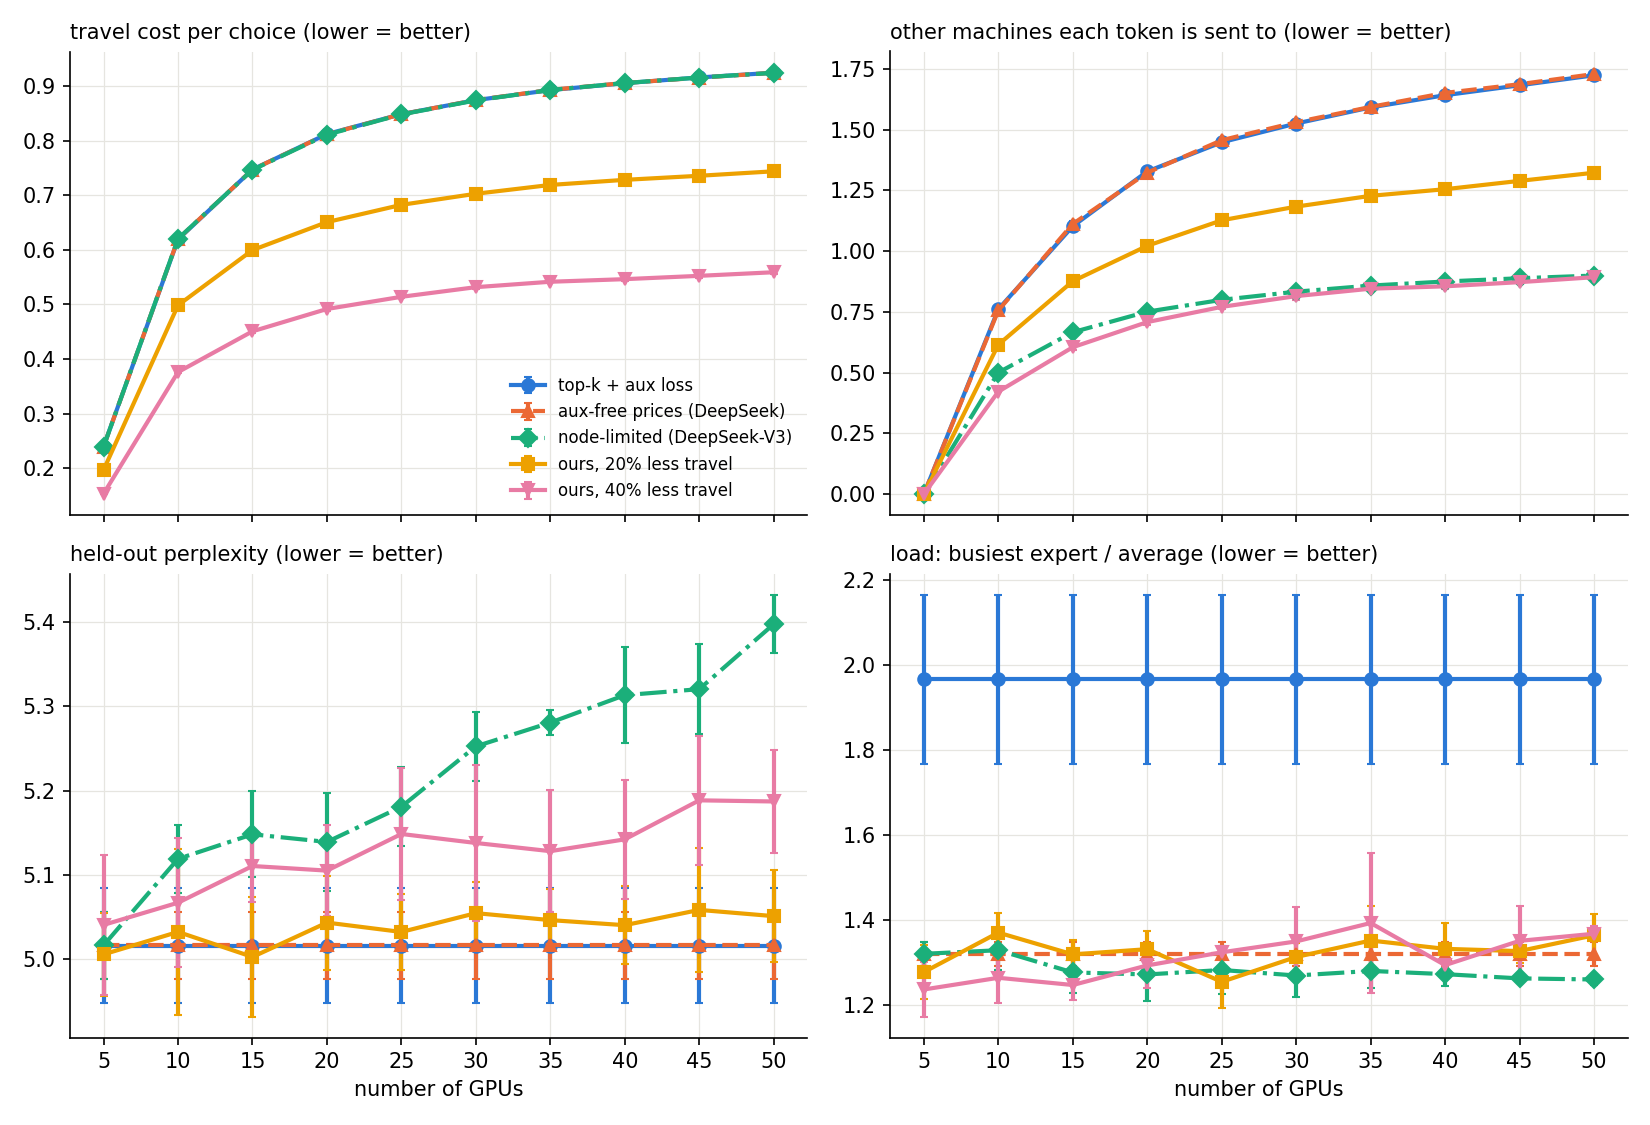 travel cost per choice (lower = better)
0.9
0.8
0.7
0.6
0.5
0.4
0.3
0.2
top-k + aux loss
aux-free prices (DeepSeek)
node-limited (DeepSeek-V3)
ours, 20% less travel
ours, 40% less travel
other machines each token is sent to (lower = better)
1.75
1.50
1.25
1.00
0.75
0.50
0.25
0.00
held-out perplexity (lower = better)
5.4
5.3
5.2
5.1
5.0
5 10 15 20 25 30 35 40 45 50
number of GPUs
load: busiest expert / average (lower = better)
2.2
2.0
1.8
1.6
1.4
1.2
5 10 15 20 25 30 35 40 45 50
number of GPUs